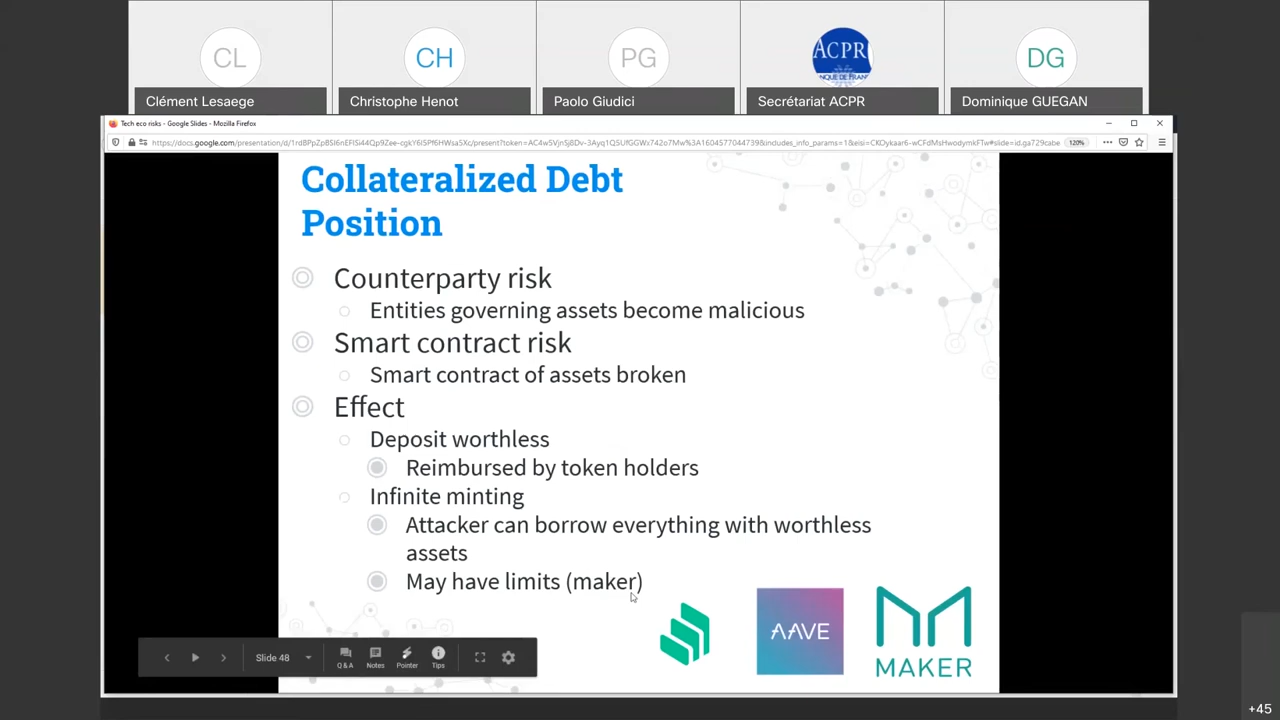 CL
CH
PG
ACPR
DG
Clément Lesaege
Christophe Henot
Paolo Giudici
Secrétariat ACPR
Dominique GUEGAN
Tech eco risks - Google Slides - Mozilla Firefox
120%
Collateralized Debt
Position
Counterparty risk
Entities governing assets become malicious
Smart contract risk
Smart contract of assets broken
Effect
Deposit worthless
Reimbursed by token holders
Infinite minting
Attacker can borrow everything with worthless
assets
May have limits (maker)
AAVE
MAKER
Slide 48
Q & A
Notes
Pointer
Tips
+45